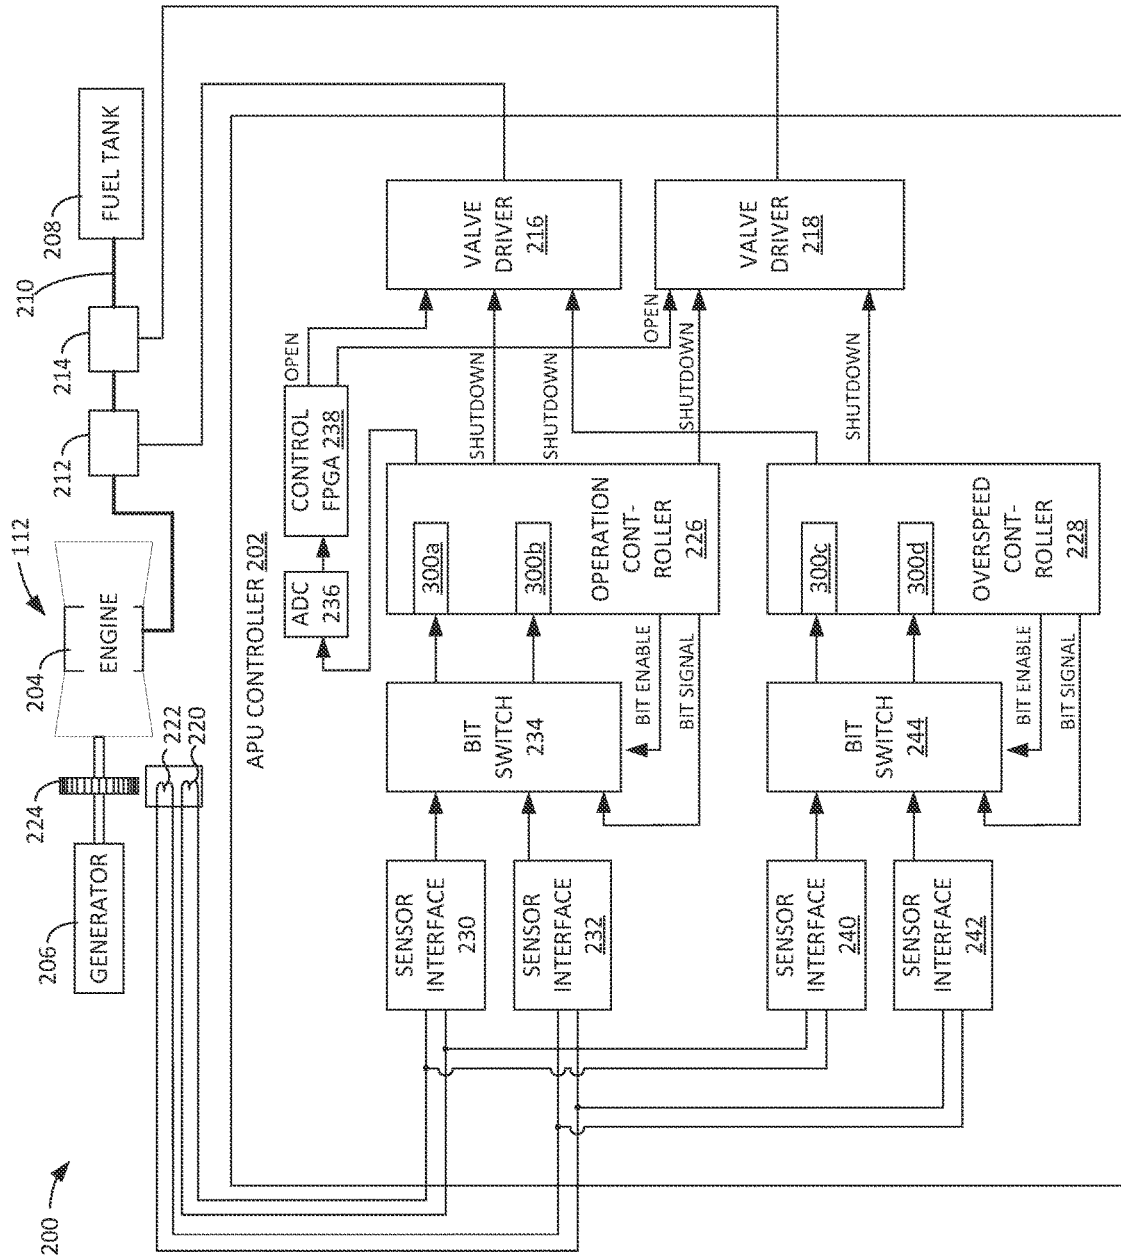 200
206
GENERATOR
224
222
220
204
ENGINE
112
212
214
210
208
FUEL TANK
APU CONTROLLER 202
ADC
236
CONTROL
FPGA 238
OPEN
OPEN
SENSOR
INTERFACE
230
SENSOR
INTERFACE
232
BIT
SWITCH
234
BIT ENABLE
BIT SIGNAL
300a
300b
OPERATION
CONT-
ROLLER
226
SHUTDOWN
SHUTDOWN
SHUTDOWN
SHUTDOWN
VALVE
DRIVER
216
VALVE
DRIVER
218
SENSOR
INTERFACE
240
SENSOR
INTERFACE
242
BIT
SWITCH
244
BIT ENABLE
BIT SIGNAL
300c
300d
OVERSPEED
CONT-
ROLLER
228